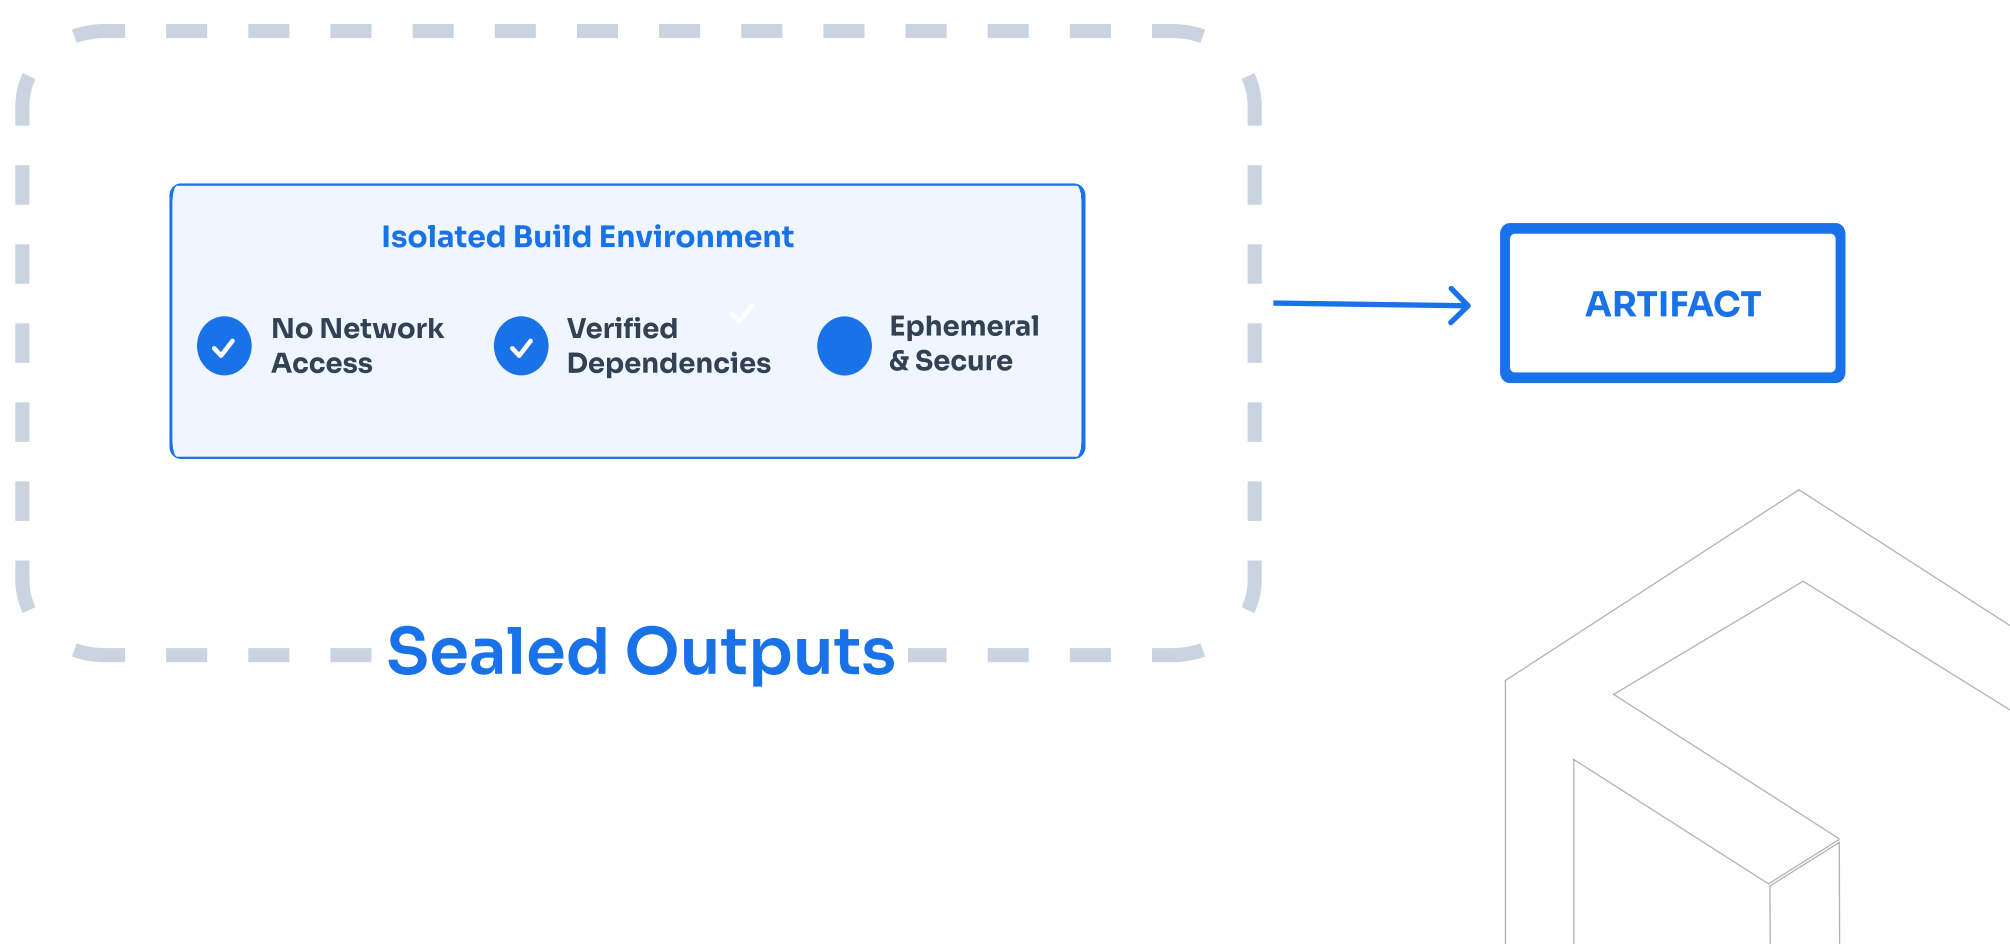 Isolated Build Environment
No Network
Access
Verified
Dependencies
Ephemeral
& Secure
ARTIFACT
Sealed Outputs